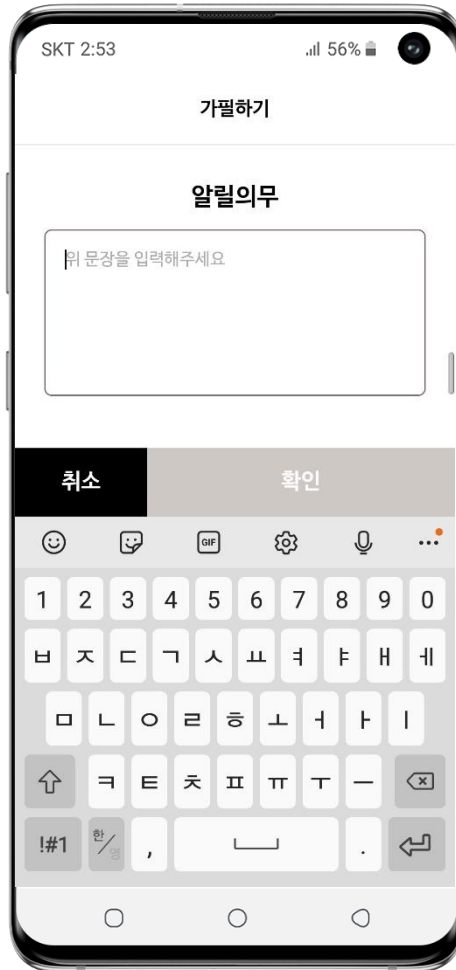 SKT 2:53 56%
가필하기
알릴의무
위 문장을 입력해주세요
취소 확인
GIF
1 2 3 4 5 6 7 8 9 0
ㅂ ㅈ ㄷ ㄱ ㅅ ㅛ ㅕ ㅑ ㅐ ㅔ
ㅁ ㄴ ㅇ ㄹ ㅎ ㅗ ㅓ ㅏ ㅣ
ㅋ ㅌ ㅊ ㅍ ㅠ ㅜ ㅡ
!#1 한/영 , .